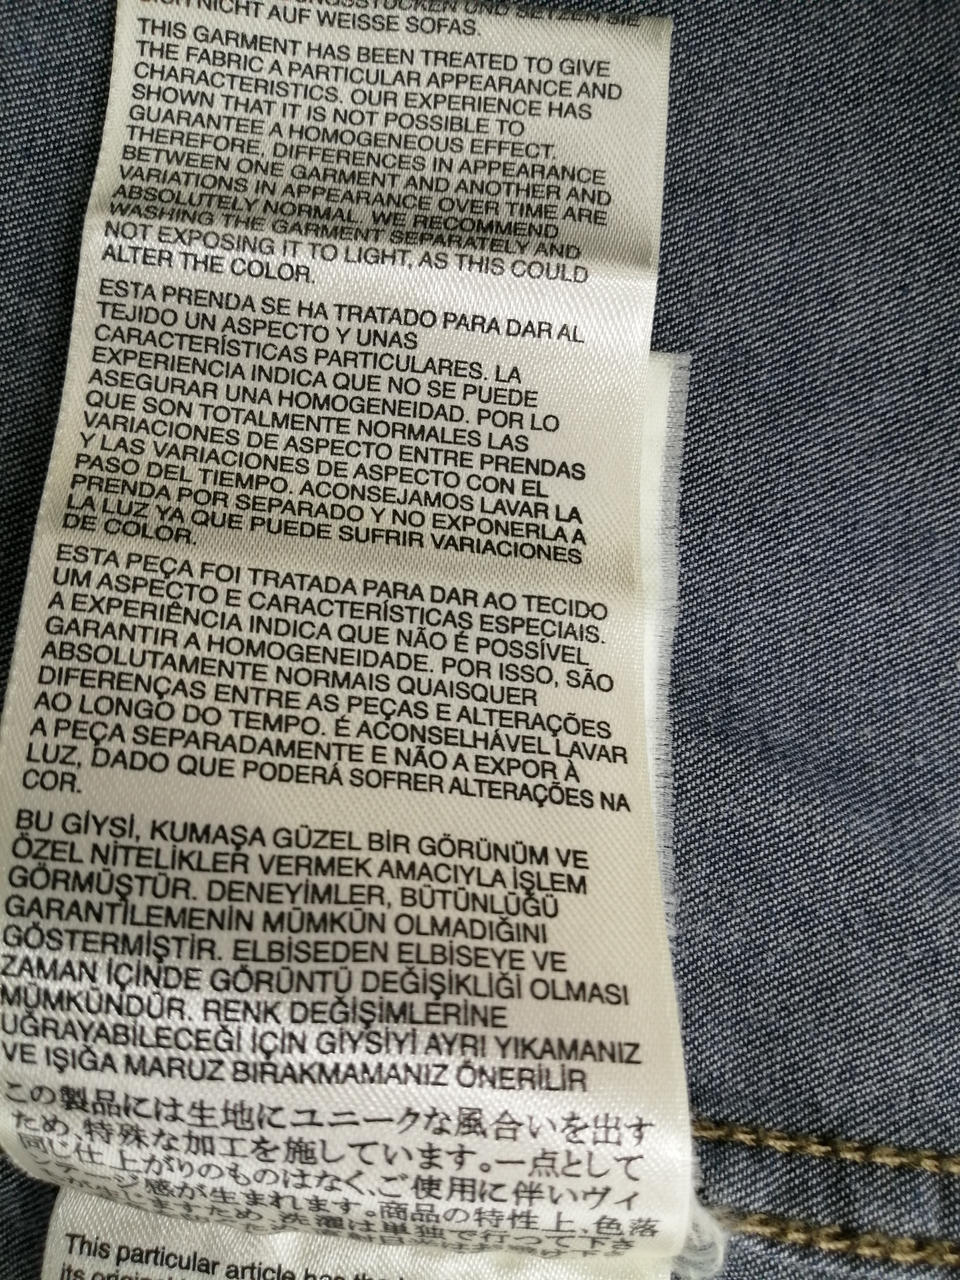 NICHT AUF WEISSE SOFAS.
THIS GARMENT HAS BEEN TREATED TO GIVE
THE FABRIC A PARTICULAR APPEARANCE AND
CHARACTERISTICS. OUR EXPERIENCE HAS
SHOWN THAT IT IS NOT POSSIBLE TO
GUARANTEE A HOMOGENEOUS EFFECT.
THEREFORE, DIFFERENCES IN APPEARANCE
BETWEEN ONE GARMENT AND ANOTHER AND
VARIATIONS IN APPEARANCE OVER TIME ARE
ABSOLUTELY NORMAL. WE RECOMMEND
WASHING THE GARMENT SEPARATELY AND
NOT EXPOSING IT TO LIGHT, AS THIS COULD
ALTER THE COLOR.
ESTA PRENDA SE HA TRATADO PARA DAR AL
TEJIDO UN ASPECTO Y UNAS
CARACTERÍSTICAS PARTICULARES. LA
EXPERIENCIA INDICA QUE NO SE PUEDE
ASEGURAR UNA HOMOGENEIDAD. POR LO
QUE SON TOTALMENTE NORMALES LAS
VARIACIONES DE ASPECTO ENTRE PRENDAS
Y LAS VARIACIONES DE ASPECTO CON EL
PASO DEL TIEMPO. ACONSEJAMOS LAVAR LA
PRENDA POR SEPARADO Y NO EXPONERLA A
LA LUZ YA QUE PUEDE SUFRIR VARIACIONES
DE COLOR.
ESTA PEÇA FOI TRATADA PARA DAR AO TECIDO
UM ASPECTO E CARACTERÍSTICAS ESPECIAIS.
A EXPERIÊNCIA INDICA QUE NÃO É POSSÍVEL
GARANTIR A HOMOGENEIDADE. POR ISSO, SÃO
ABSOLUTAMENTE NORMAIS QUAISQUER
DIFERENÇAS ENTRE AS PEÇAS E ALTERAÇÕES
AO LONGO DO TEMPO. É ACONSELHÁVEL LAVAR
A PEÇA SEPARADAMENTE E NÃO A EXPOR À
LUZ, DADO QUE PODERÁ SOFRER ALTERAÇÕES NA
COR.
BU GİYSİ, KUMAŞA GÜZEL BİR GÖRÜNÜM VE
ÖZEL NİTELİKLER VERMEK AMACIYLA İŞLEM
GÖRMÜŞTÜR. DENEYİMLER, BÜTÜNLÜĞÜ
GARANTİLEMENİN MÜMKÜN OLMADIĞINI
GÖSTERMİŞTİR. ELBİSEDEN ELBİSEYE VE
ZAMAN İÇİNDE GÖRÜNTÜ DEĞİŞİKLİĞİ OLMASI
MÜMKÜNDÜR. RENK DEĞİŞİMLERİNE
UĞRAYABİLECEĞİ İÇİN GİYSİYİ AYRI YIKAMANIZ
VE IŞIĞA MARUZ BIRAKMAMANIZ ÖNERİLİR
この製品には生地にユニークな風合いを出す
ため、特殊な加工を施しています。一点として
同じ仕上がりのものはなく、ご使用に伴いヴィ
ンテージ感が生まれます。商品の特性上、色落
This particular article has